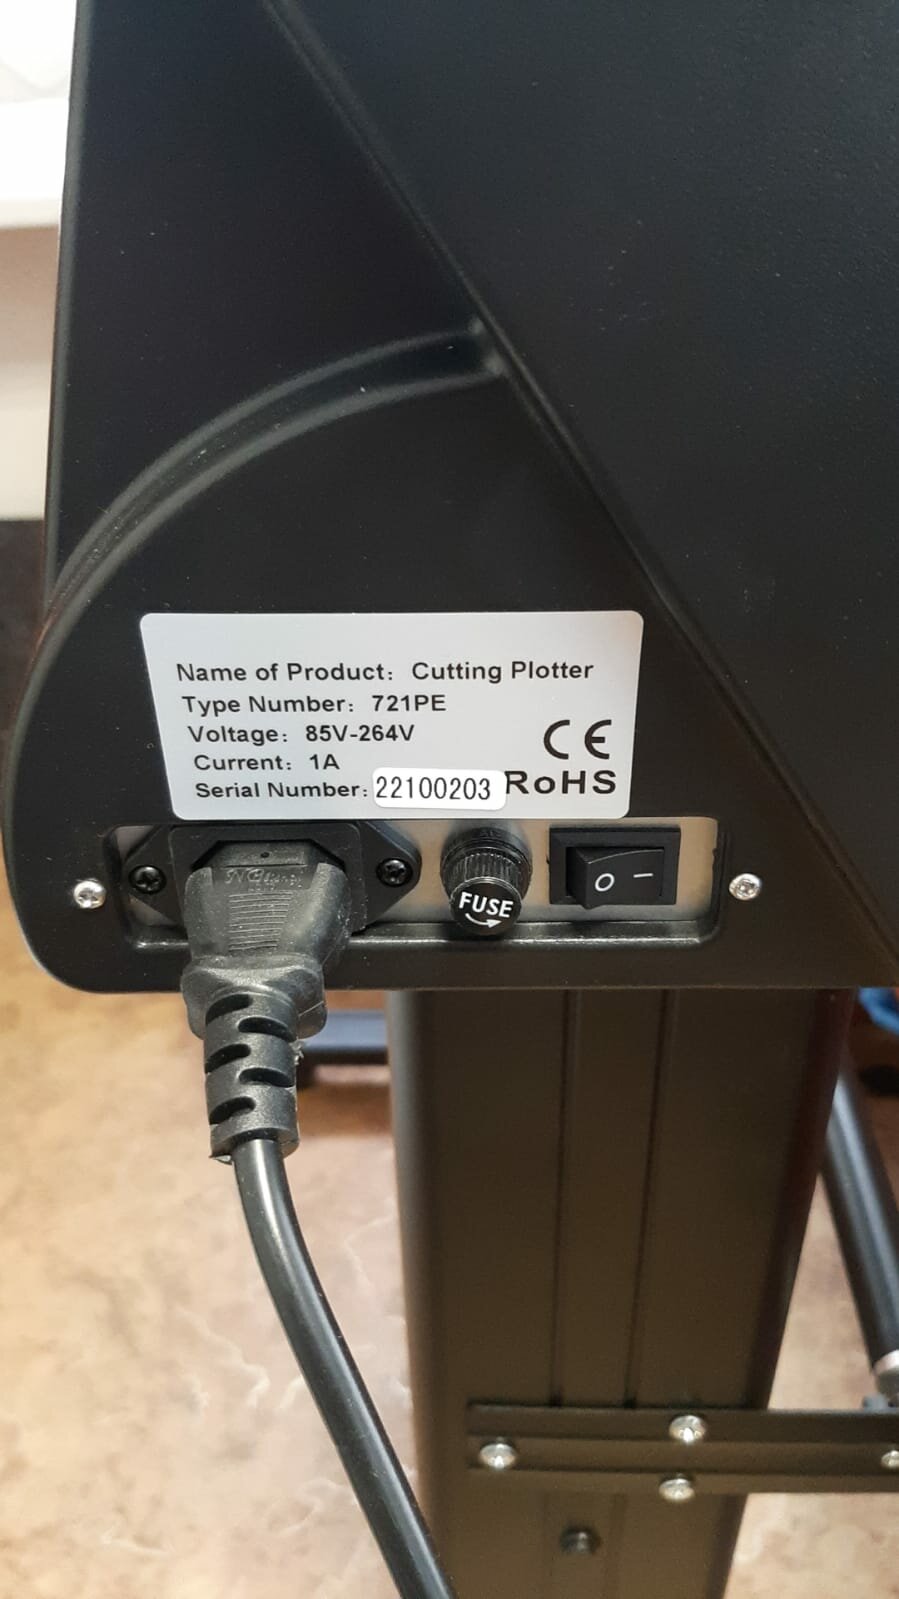 Name of Product: Cutting Plotter
Type Number: 721PE
Voltage: 85V-264V
Current: 1A
Serial Number: 22100203
CE
RoHS
FUSE
O I